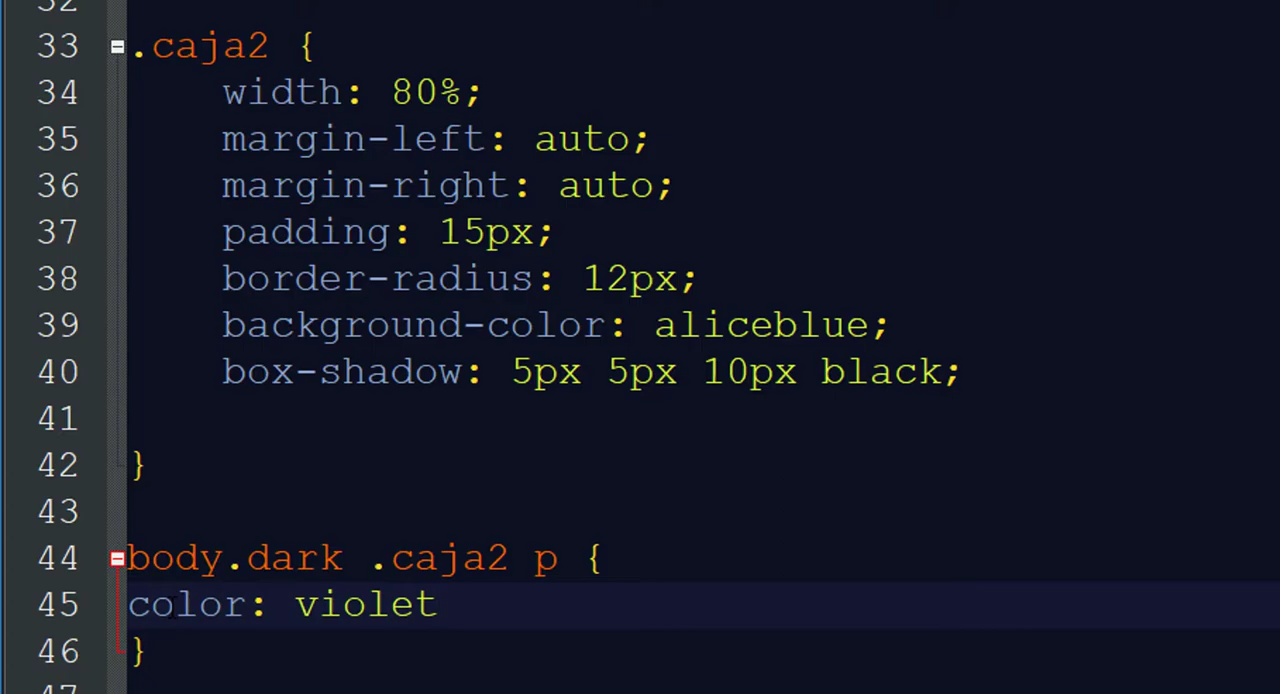 32
33 .caja2 {
34 width: 80%;
35 margin-left: auto;
36 margin-right: auto;
37 padding: 15px;
38 border-radius: 12px;
39 background-color: aliceblue;
40 box-shadow: 5px 5px 10px black;
41
42 }
43
44 body.dark .caja2 p {
45 color: violet
46 }
47